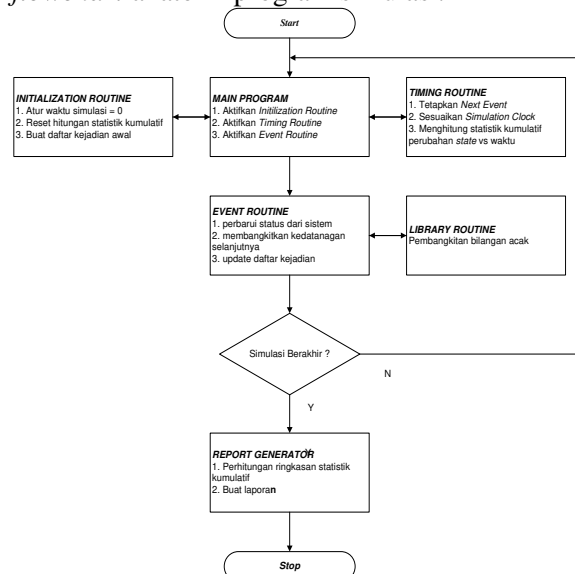 Start
INITIALIZATION ROUTINE
1. Atur waktu simulasi = 0
2. Reset hitungan statistik kumulatif
3. Buat daftar kejadian awal
MAIN PROGRAM
1. Aktifkan Initilization Routine
2. Aktifkan Timing Routine
3. Aktifkan Event Routine
TIMING ROUTINE
1. Tetapkan Next Event
2. Sesuaikan Simulation Clock
3. Menghitung statistik kumulatif
perubahan state vs waktu
EVENT ROUTINE
1. perbarui status dari sistem
2. membangkitkan kedatanagan
selanjutnya
3. update daftar kejadian
LIBRARY ROUTINE
Pembangkitan bilangan acak
Simulasi Berakhir ?
N
Y
REPORT GENERATOR
1. Perhitungan ringkasan statistik
kumulatif
2. Buat laporan
Stop